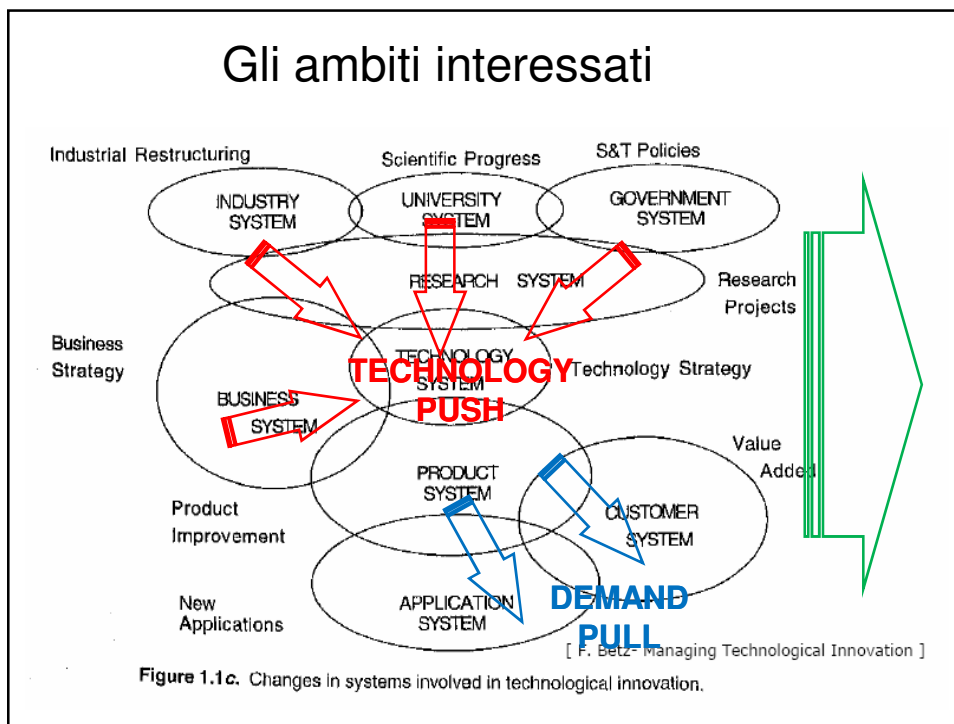 Gli ambiti interessati
Industrial Restructuring
Scientific Progress
S&T Policies
INDUSTRY
SYSTEM
UNIVERSITY
SYSTEM
GOVERNMENT
SYSTEM
RESEARCH SYSTEM
Research
Projects
Business
Strategy
TECHNOLOGY
SYSTEM
TECHNOLOGY
PUSH
Technology Strategy
BUSINESS
SYSTEM
Value
Added
PRODUCT
SYSTEM
CUSTOMER
SYSTEM
Product
Improvement
New
Applications
APPLICATION
SYSTEM
DEMAND
PULL
[ F. Betz- Managing Technological Innovation ]
Figure 1.1c. Changes in systems involved in technological innovation.